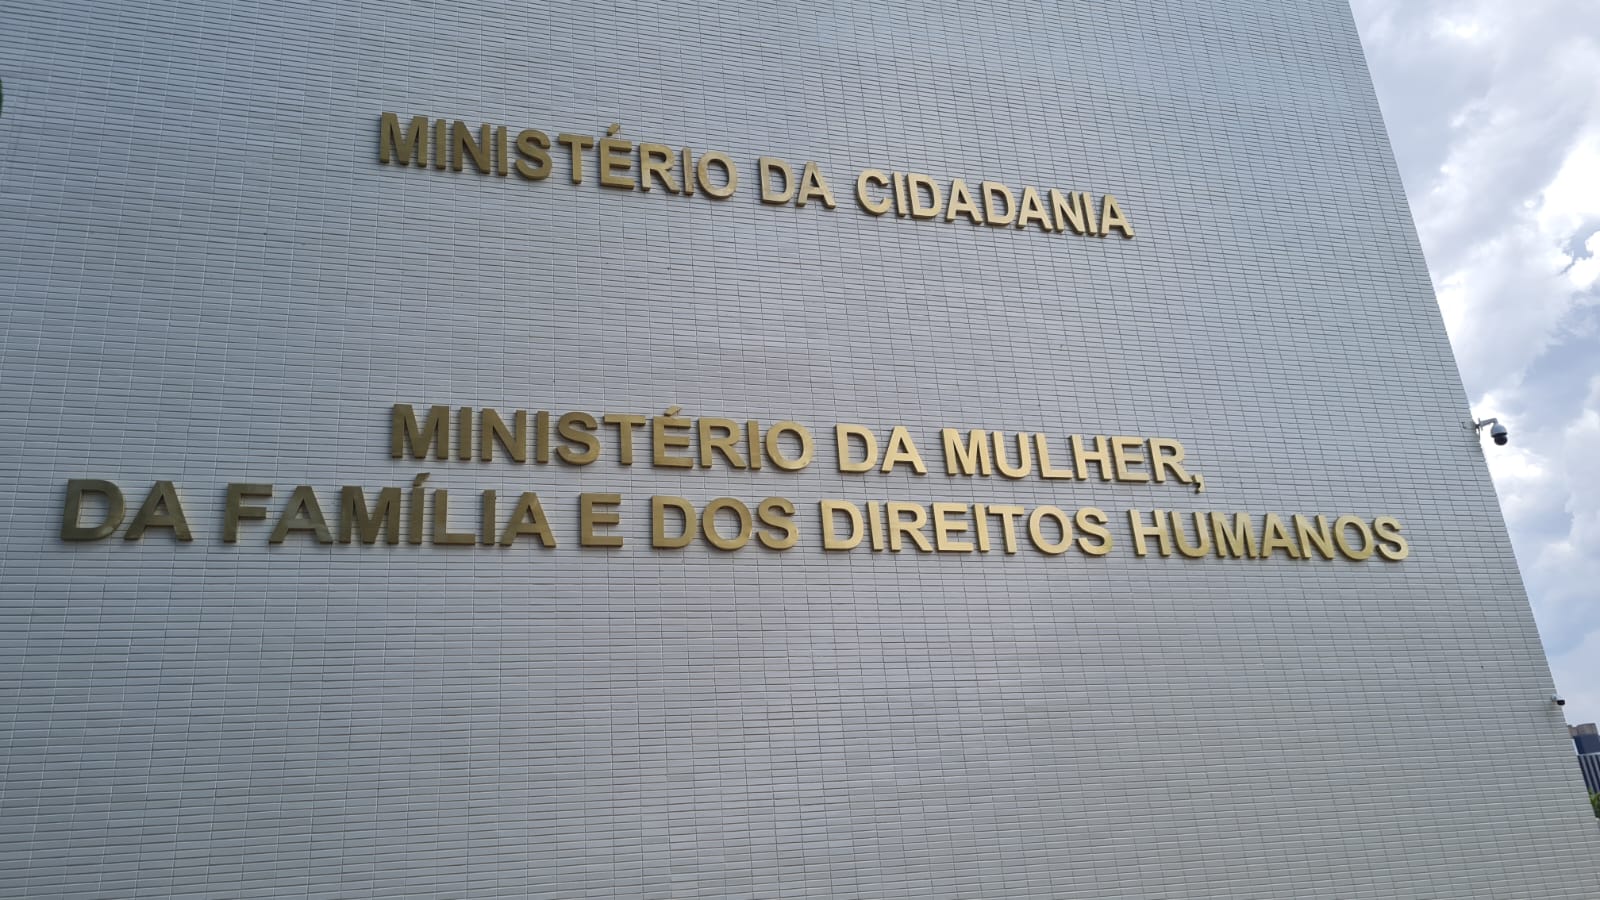 MINISTÉRIO DA CIDADANIA
MINISTÉRIO DA MULHER,
DA FAMÍLIA E DOS DIREITOS HUMANOS